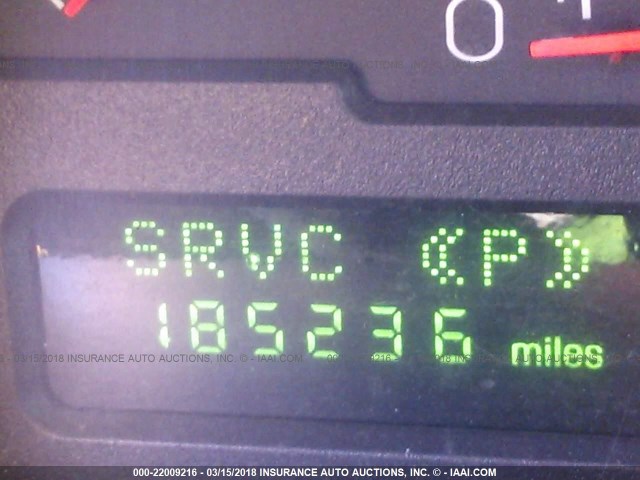 0
SRVC ((P))
185236 miles
03/15/2018 INSURANCE AUTO AUCTIONS, INC. © - IAAI.COM
000-22009216 - 03/15/2018 INSURANCE AUTO AUCTIONS, INC. © - IAAI.COM